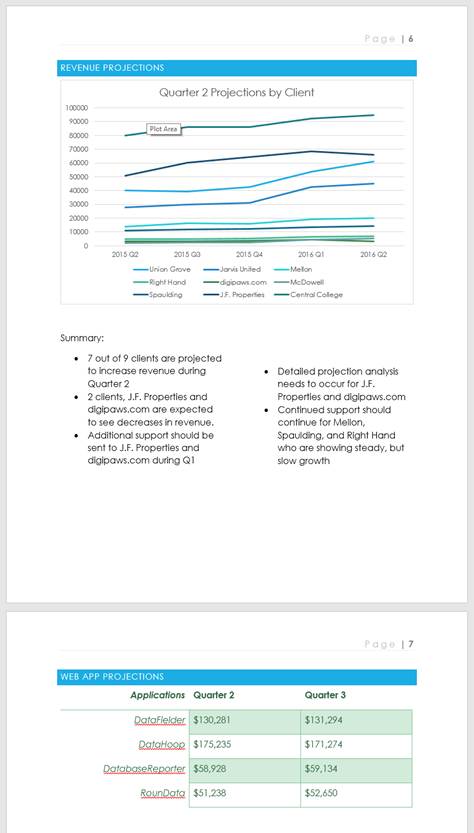 Page | 6
REVENUE PROJECTIONS
Quarter 2 Projections by Client
100000
90000
80000
Plot Area
70000
60000
50000
40000
30000
20000
10000
0
2015 Q2 2015 Q3 2015 Q4 2016 Q1 2016 Q2
Union Grove Jarvis United Mellon
Right Hand digipaws.com McDowell
Spaulding J.F. Properties Central College
Summary:
• 7 out of 9 clients are projected
to increase revenue during
Quarter 2
• 2 clients, J.F. Properties and
digipaws.com are expected
to see decreases in revenue.
• Additional support should be
sent to J.F. Properties and
digipaws.com during Q1
• Detailed projection analysis
needs to occur for J.F.
Properties and digipaws.com
• Continued support should
continue for Mellon,
Spaulding, and Right Hand
who are showing steady, but
slow growth
Page | 7
WEB APP PROJECTIONS
Applications Quarter 2 Quarter 3
DataFielder $130,281 $131,294
DataHoop $175,235 $171,274
DatabaseReporter $58,928 $59,134
RounData $51,238 $52,650